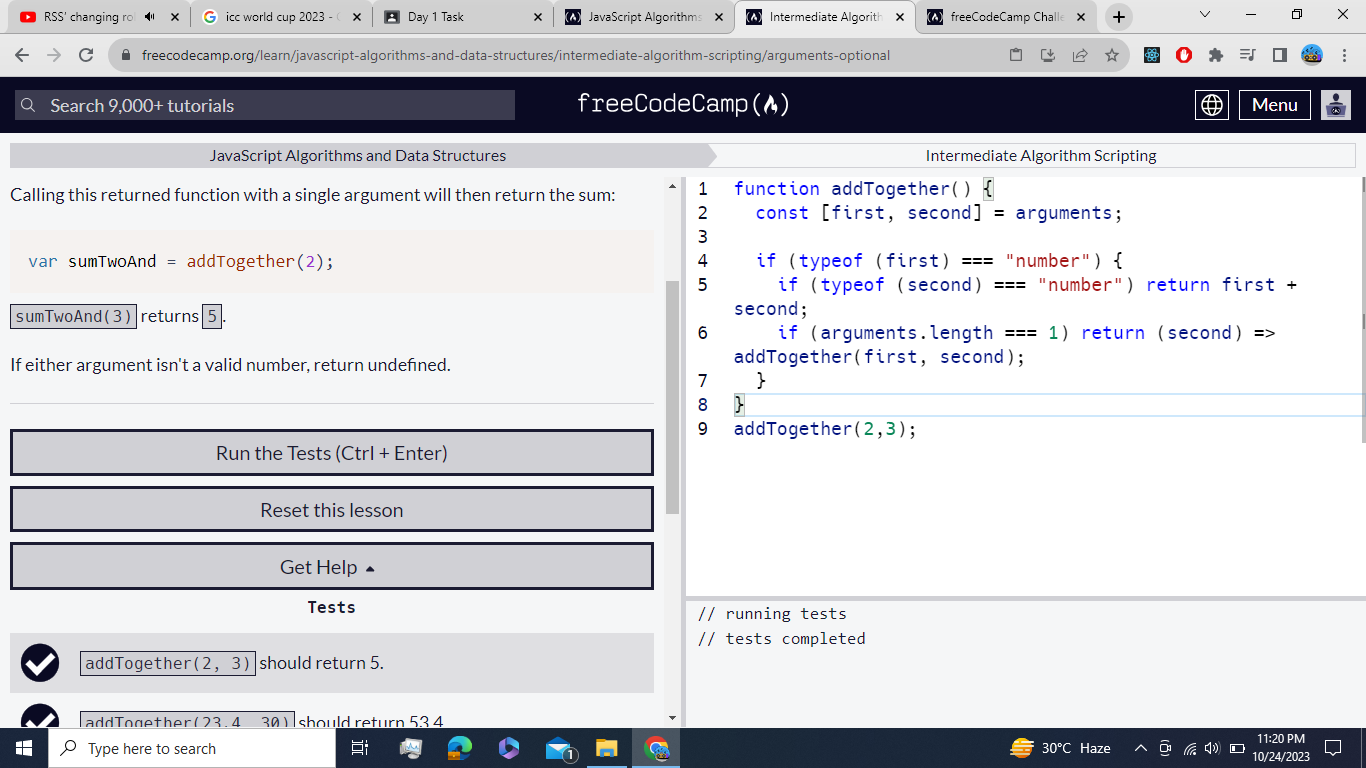 RSS' changing ro
icc world cup 2023 -
Day 1 Task
JavaScript Algorithms
Intermediate Algorith
freeCodeCamp Challe
freecodecamp.org/learn/javascript-algorithms-and-data-structures/intermediate-algorithm-scripting/arguments-optional
Search 9,000+ tutorials
freeCodeCamp
Menu
JavaScript Algorithms and Data Structures
Intermediate Algorithm Scripting
Calling this returned function with a single argument will then return the sum:
var sumTwoAnd = addTogether(2);
sumTwoAnd(3) returns 5.
If either argument isn't a valid number, return undefined.
Run the Tests (Ctrl + Enter)
Reset this lesson
Get Help
Tests
addTogether(2, 3) should return 5.
addTogether(23.4, 30) should return 53.4
1 function addTogether() {
2 const [first, second] = arguments;
3
4 if (typeof (first) === "number") {
5 if (typeof (second) === "number") return first +
second;
6 if (arguments.length === 1) return (second) =>
addTogether(first, second);
7 }
8 }
9 addTogether(2,3);
// running tests
// tests completed
Type here to search
1
30°C Haze
11:20 PM
10/24/2023